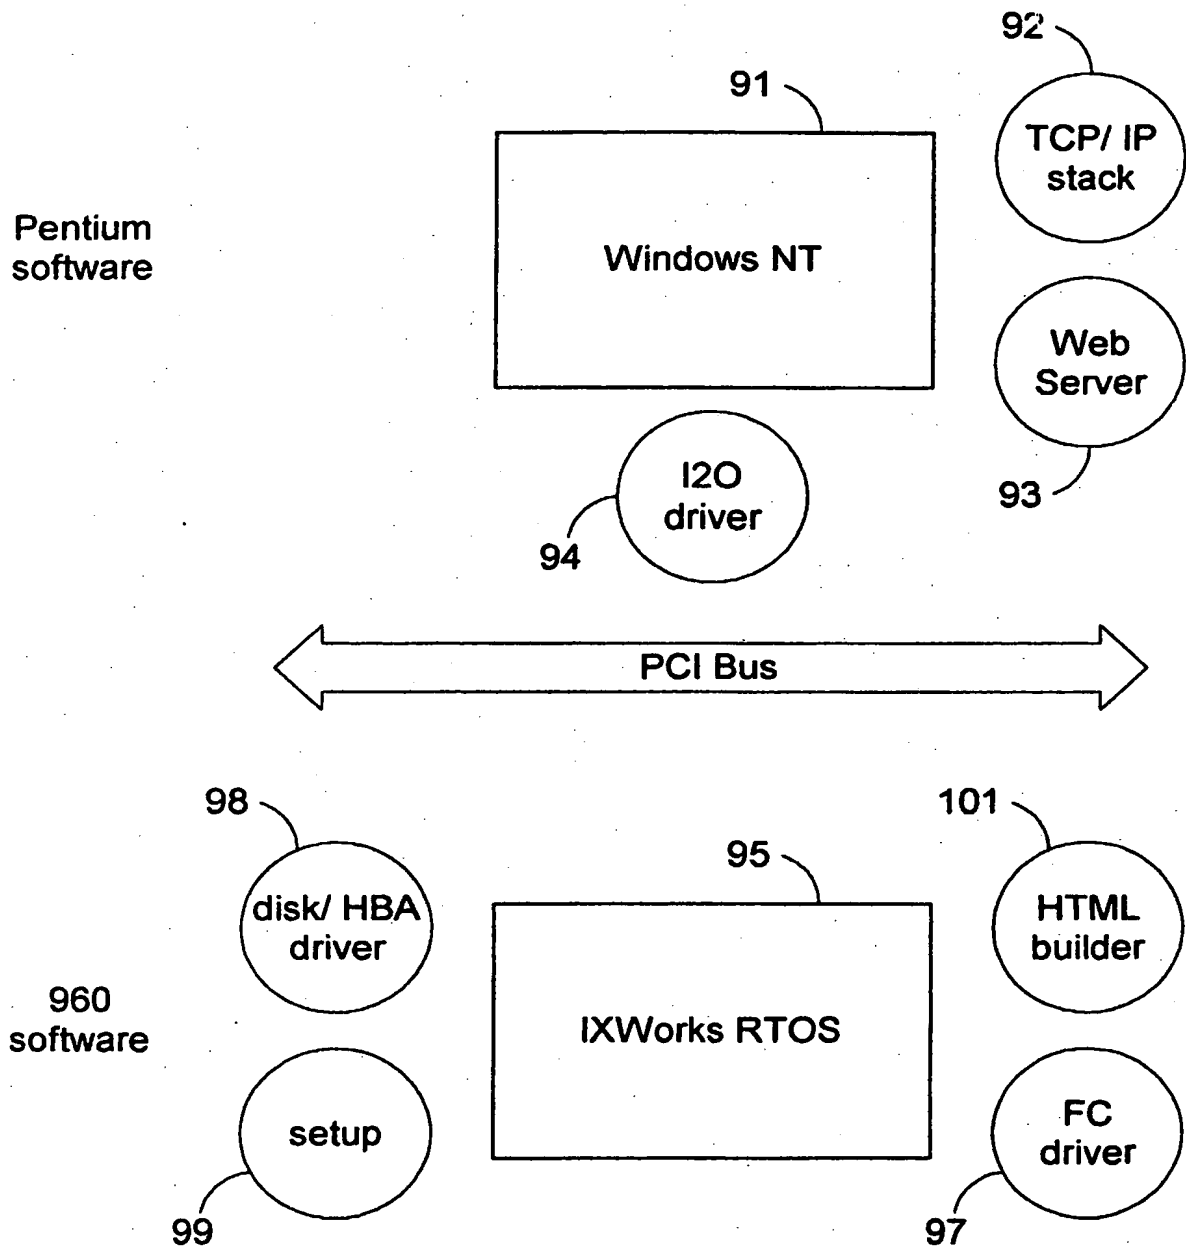 92
91
TCP/ IP
stack
Pentium
software
Windows NT
Web
Server
I2O
driver
93
94
PCI Bus
98
101
95
disk/ HBA
driver
HTML
builder
960
software
IXWorks RTOS
setup
FC
driver
99
97